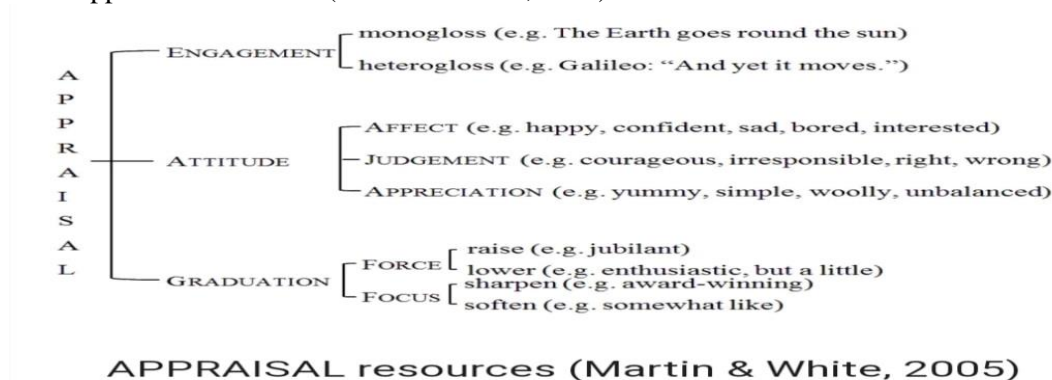 monogloss (e.g. The Earth goes round the sun)
ENGAGEMENT
heterogloss (e.g. Galileo: “And yet it moves.”)
APPRAISAL
AFFECT (e.g. happy, confident, sad, bored, interested)
ATTITUDE
JUDGEMENT (e.g. courageous, irresponsible, right, wrong)
APPRECIATION (e.g. yummy, simple, woolly, unbalanced)
GRADUATION
FORCE
raise (e.g. jubilant)
lower (e.g. enthusiastic, but a little)
FOCUS
sharpen (e.g. award-winning)
soften (e.g. somewhat like)
APPRAISAL resources (Martin & White, 2005)